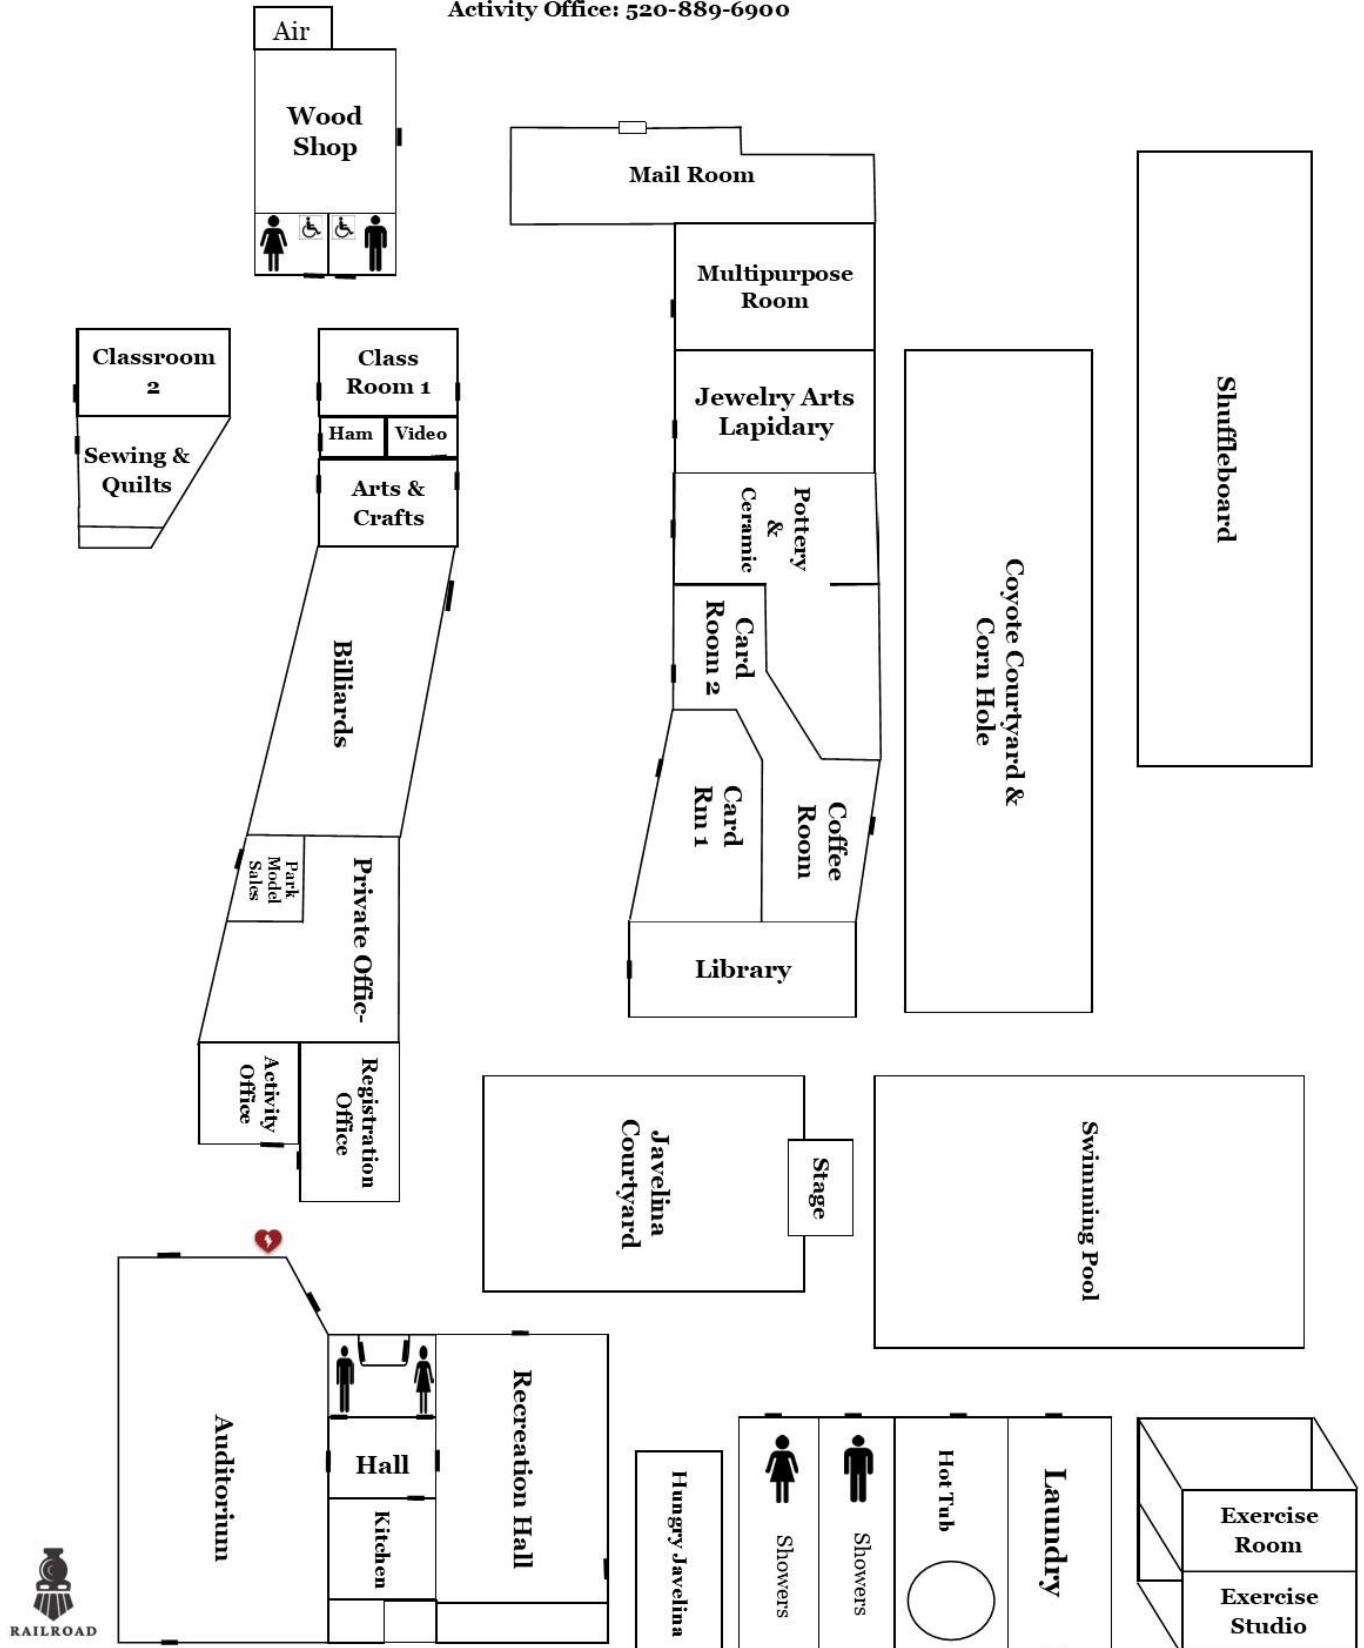 Activity Office: 520-889-6900
Air
Wood
Shop
Mail Room
Multipurpose
Room
Classroom
2
Class
Room 1
Jewelry Arts
Lapidary
Shuffleboard
Ham
Video
Sewing &
Quilts
Arts &
Crafts
Pottery
&
Ceramic
Coyote Courtyard &
Corn Hole
Card
Room 2
Billiards
Card
Rm 1
Coffee
Room
Park
Model
Sales
Private Offic-
Library
Activity
Office
Registration
Office
Javelina
Courtyard
Stage
Swimming Pool
Auditorium
Hall
Kitchen
Recreation Hall
Hungry Javelina
Showers
Showers
Hot Tub
Laundry
Exercise
Room
Exercise
Studio
RAILROAD